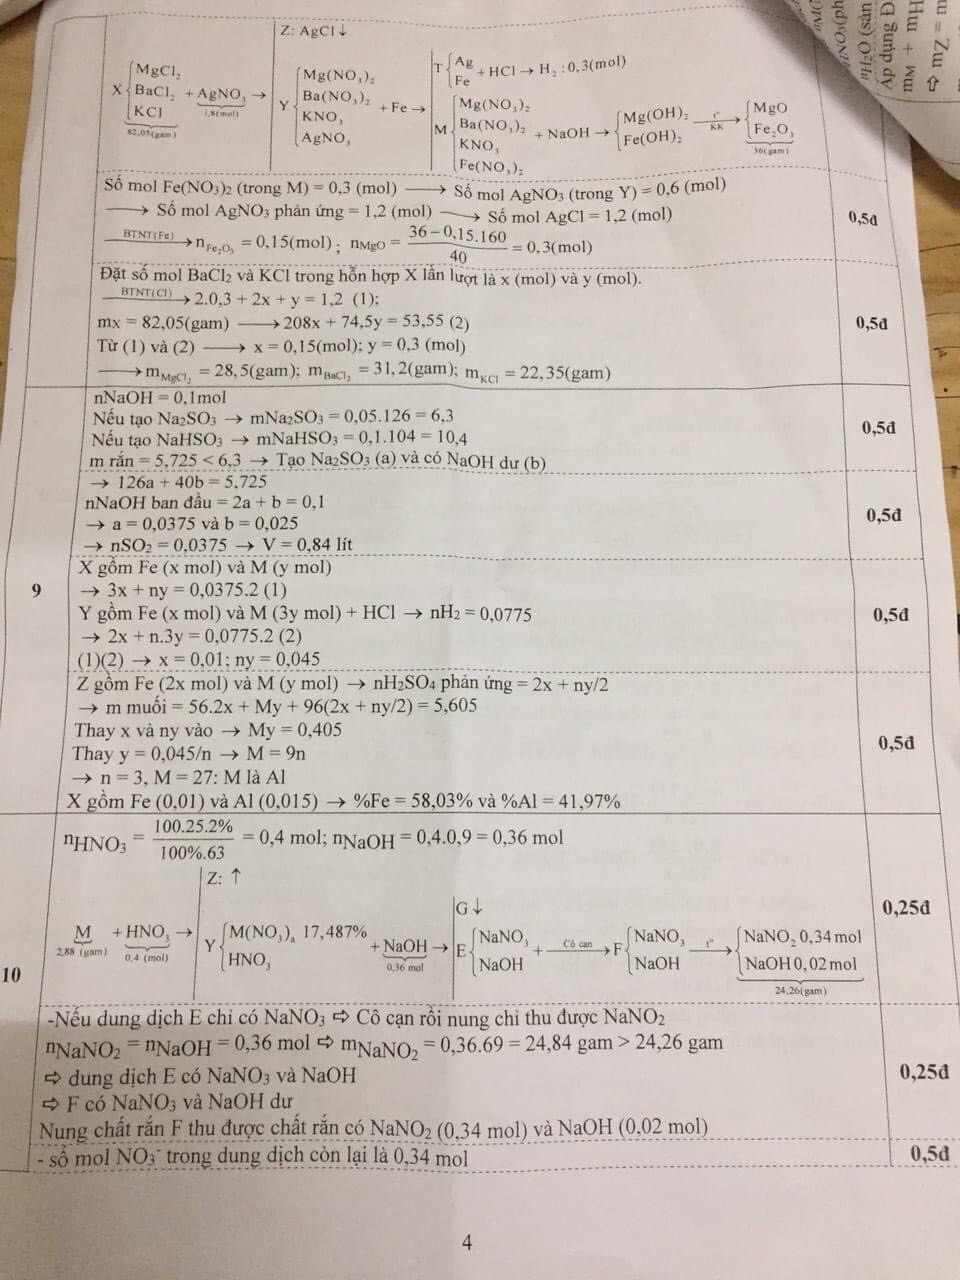 Z: AgCl↓
X {MgCl₂ BaCl₂ KCl + AgNO₃ → Y {Mg(NO₃)₂ Ba(NO₃)₂ KNO₃ AgNO₃ + Fe →
82,05(gam) 1,8(mol)
T {Ag Fe + HCl → H₂ : 0,3(mol)
M {Mg(NO₃)₂ Ba(NO₃)₂ KNO₃ Fe(NO₃)₂ + NaOH → {Mg(OH)₂ Fe(OH)₂ —t°/KK→ {MgO Fe₂O₃
36(gam)
Số mol Fe(NO₃)₂ (trong M) = 0,3 (mol) → Số mol AgNO₃ (trong Y) = 0,6 (mol)
→ Số mol AgNO₃ phản ứng = 1,2 (mol) → Số mol AgCl = 1,2 (mol)
0,5đ
—BTNT(Fe)→ n Fe₂O₃ = 0,15(mol) ; nMgO = (36 – 0,15.160)/40 = 0,3(mol)
Đặt số mol BaCl₂ và KCl trong hỗn hợp X lần lượt là x (mol) và y (mol).
—BTNT(Cl)→ 2.0,3 + 2x + y = 1,2 (1);
mx = 82,05(gam) → 208x + 74,5y = 53,55 (2)
0,5đ
Từ (1) và (2) → x = 0,15(mol); y = 0,3 (mol)
→ m MgCl₂ = 28,5(gam); m BaCl₂ = 31,2(gam); m KCl = 22,35(gam)
nNaOH = 0,1mol
Nếu tạo Na₂SO₃ → mNa₂SO₃ = 0,05.126 = 6,3
0,5đ
Nếu tạo NaHSO₃ → mNaHSO₃ = 0,1.104 = 10,4
m rắn = 5,725 < 6,3 → Tạo Na₂SO₃ (a) và có NaOH dư (b)
→ 126a + 40b = 5,725
nNaOH ban đầu = 2a + b = 0,1
0,5đ
→ a = 0,0375 và b = 0,025
→ nSO₂ = 0,0375 → V = 0,84 lít
9
X gồm Fe (x mol) và M (y mol)
→ 3x + ny = 0,0375.2 (1)
Y gồm Fe (x mol) và M (3y mol) + HCl → nH₂ = 0,0775
0,5đ
→ 2x + n.3y = 0,0775.2 (2)
(1)(2) → x = 0,01; ny = 0,045
Z gồm Fe (2x mol) và M (y mol) → nH₂SO₄ phản ứng = 2x + ny/2
→ m muối = 56.2x + My + 96(2x + ny/2) = 5,605
Thay x và ny vào → My = 0,405
0,5đ
Thay y = 0,045/n → M = 9n
→ n = 3, M = 27: M là Al
X gồm Fe (0,01) và Al (0,015) → %Fe = 58,03% và %Al = 41,97%
nHNO₃ = 100.25.2%/100%.63 = 0,4 mol; nNaOH = 0,4.0,9 = 0,36 mol
Z: ↑
0,25đ
M + HNO₃ → Y {M(NO₃)ₐ 17,487% HNO₃ + NaOH →
2,88 (gam) 0,4 (mol) 0,36 mol
G↓
E {NaNO₃ NaOH + —Cô cạn→ F {NaNO₃ NaOH —t°→ {NaNO₂ 0,34 mol NaOH 0,02 mol
24,26(gam)
10
-Nếu dung dịch E chỉ có NaNO₃ ⇨ Cô cạn rồi nung chỉ thu được NaNO₂
nNaNO₂ = nNaOH = 0,36 mol ⇨ mNaNO₂ = 0,36.69 = 24,84 gam > 24,26 gam
⇨ dung dịch E có NaNO₃ và NaOH
0,25đ
⇨ F có NaNO₃ và NaOH dư
Nung chất rắn F thu được chất rắn có NaNO₂ (0,34 mol) và NaOH (0,02 mol)
- số mol NO₃⁻ trong dung dịch còn lại là 0,34 mol
0,5đ
4
Áp dụng Đ
mM + mH
⇨ mZ = m
nH₂O (sản